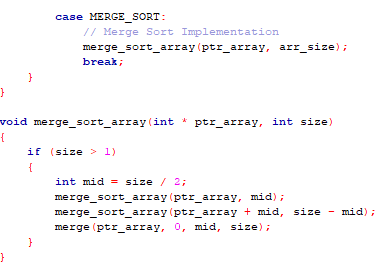 case MERGE_SORT:
// Merge Sort Implementation
merge_sort_array(ptr_array, arr_size);
break;
}
}
void merge_sort_array(int * ptr_array, int size)
{
if (size > 1)
{
int mid = size / 2;
merge_sort_array(ptr_array, mid);
merge_sort_array(ptr_array + mid, size - mid);
merge(ptr_array, 0, mid, size);
}
}